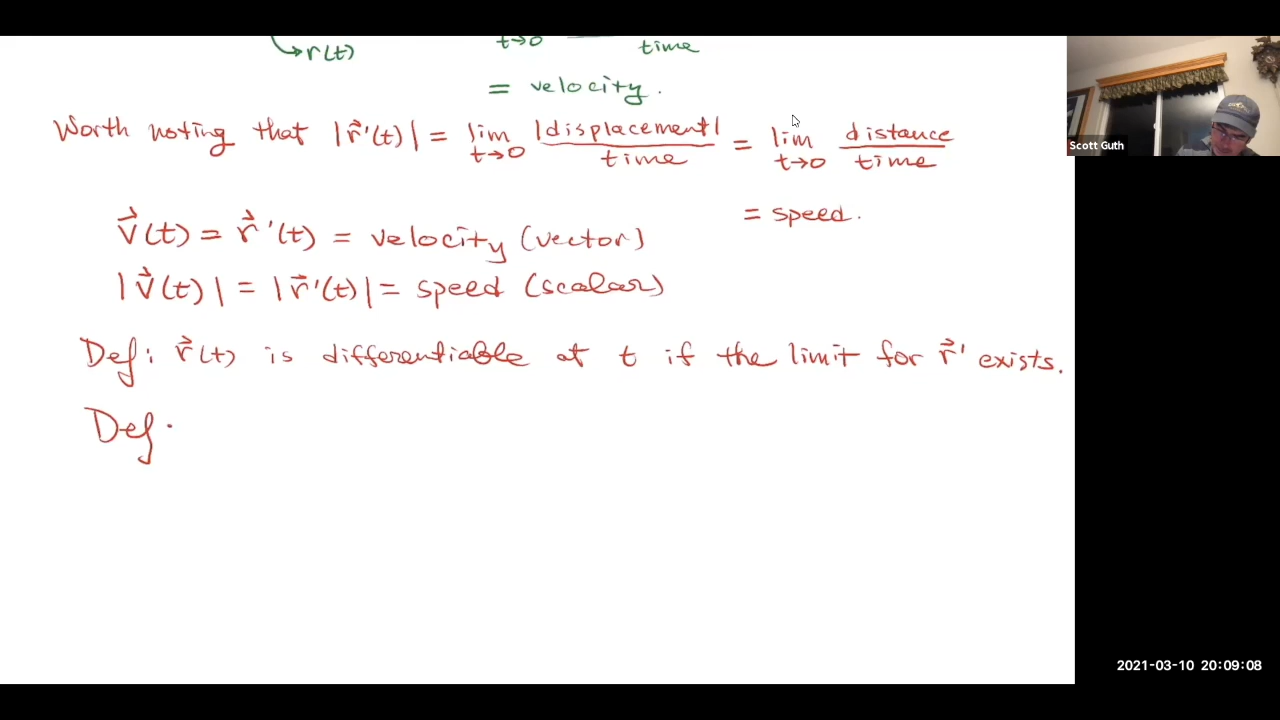 r(t)
t→0 time
= velocity.
Worth noting that |r⃗'(t)| = lim t→0 |displacement| / time = lim t→0 distance / time
= speed.
v⃗(t) = r⃗'(t) = velocity (vector)
|v⃗(t)| = |r⃗'(t)| = speed (scalar)
Def: r⃗(t) is differentiable at t if the limit for r⃗' exists.
Def.
Scott Guth
2021-03-10 20:09:08